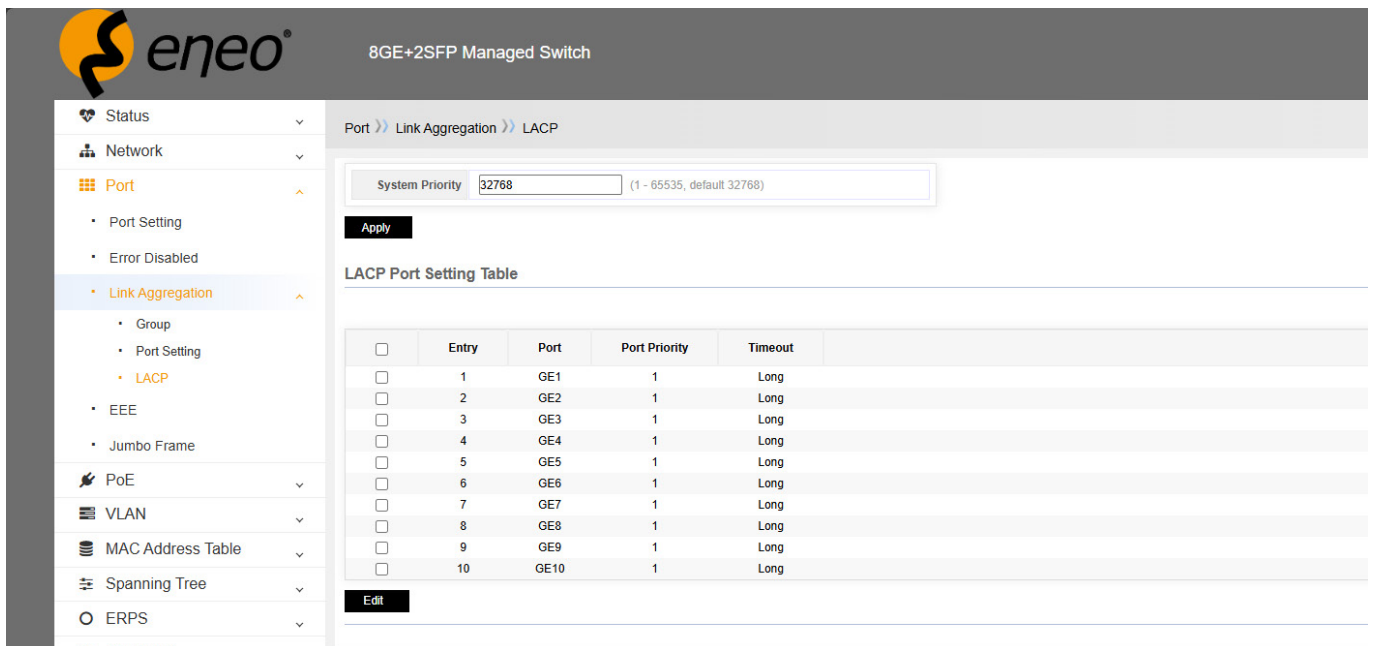 eneo
8GE+2SFP Managed Switch
Status
Network
Port
Port Setting
Error Disabled
Link Aggregation
Group
Port Setting
LACP
EEE
Jumbo Frame
PoE
VLAN
MAC Address Table
Spanning Tree
ERPS
Port Link Aggregation LACP
System Priority 32768 (1 - 65535, default 32768)
Apply
LACP Port Setting Table
Entry Port Port Priority Timeout
1 GE1 1 Long
2 GE2 1 Long
3 GE3 1 Long
4 GE4 1 Long
5 GE5 1 Long
6 GE6 1 Long
7 GE7 1 Long
8 GE8 1 Long
9 GE9 1 Long
10 GE10 1 Long
Edit